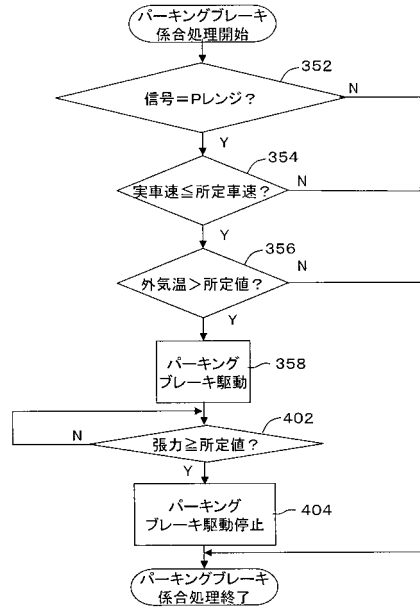 パーキングブレーキ
係合処理開始
352
信号=Pレンジ?
N
Y
354
実車速≦所定車速?
N
Y
356
外気温>所定値?
N
Y
パーキング
ブレーキ駆動
358
402
張力≧所定値?
N
Y
パーキング
ブレーキ駆動停止
404
パーキングブレーキ
係合処理終了